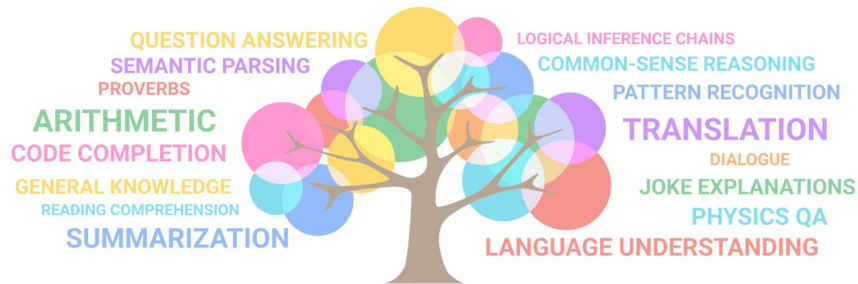 QUESTION ANSWERING
SEMANTIC PARSING
PROVERBS
ARITHMETIC
CODE COMPLETION
GENERAL KNOWLEDGE
READING COMPREHENSION
SUMMARIZATION
LOGICAL INFERENCE CHAINS
COMMON-SENSE REASONING
PATTERN RECOGNITION
TRANSLATION
DIALOGUE
JOKE EXPLANATIONS
PHYSICS QA
LANGUAGE UNDERSTANDING